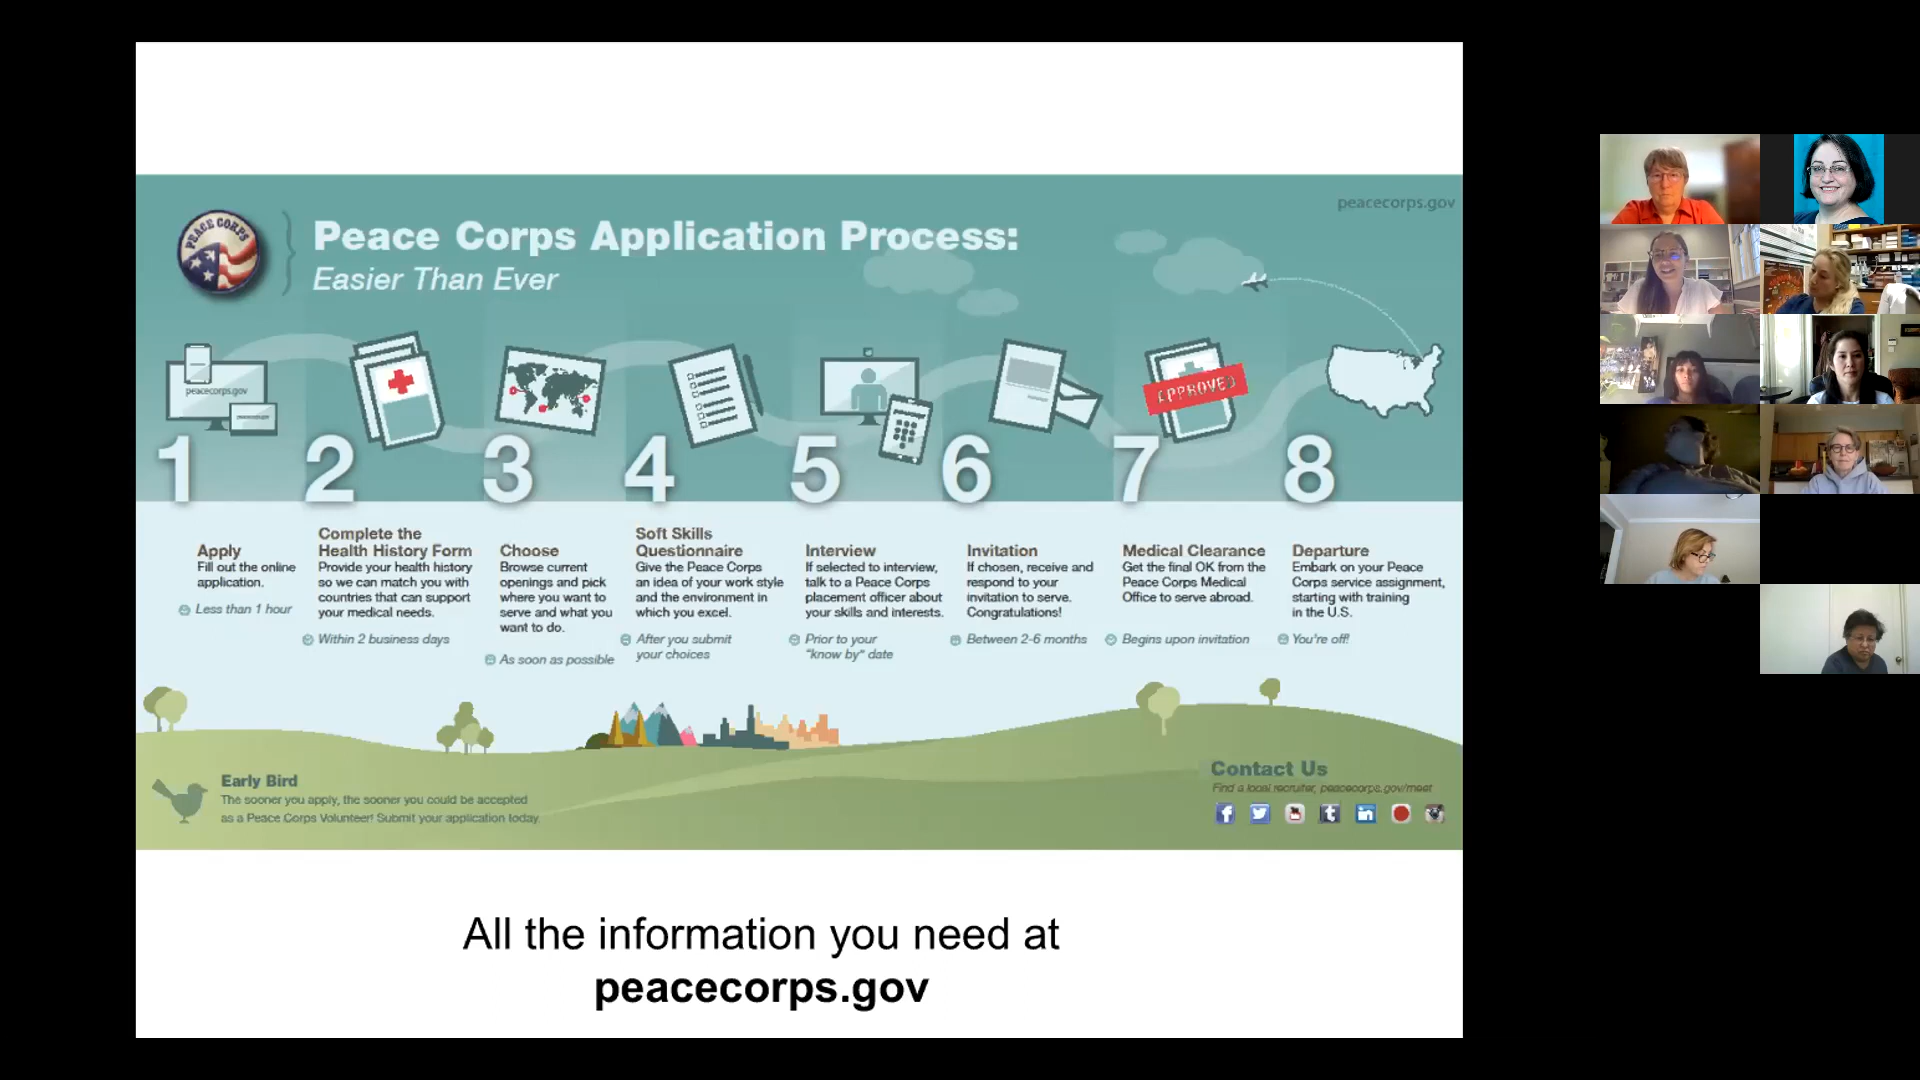 peacecorps.gov
PEACE CORPS
Peace Corps Application Process:
Easier Than Ever
peacecorps.gov
APPROVED
1 2 3 4 5 6 7 8
Apply
Fill out the online
application.
Less than 1 hour
Complete the
Health History Form
Provide your health history
so we can match you with
countries that can support
your medical needs.
Within 2 business days
Choose
Browse current
openings and pick
where you want to
serve and what you
want to do.
As soon as possible
Soft Skills
Questionnaire
Give the Peace Corps
an idea of your work style
and the environment in
which you excel.
After you submit
your choices
Interview
If selected to interview,
talk to a Peace Corps
placement officer about
your skills and interests.
Prior to your
"know by" date
Invitation
If chosen, receive and
respond to your
invitation to serve.
Congratulations!
Between 2-6 months
Medical Clearance
Get the final OK from the
Peace Corps Medical
Office to serve abroad.
Begins upon invitation
Departure
Embark on your Peace
Corps service assignment,
starting with training
in the U.S.
You're off!
Early Bird
The sooner you apply, the sooner you could be accepted
as a Peace Corps Volunteer! Submit your application today.
Contact Us
Find a local recruiter, peacecorps.gov/meet
All the information you need at
peacecorps.gov